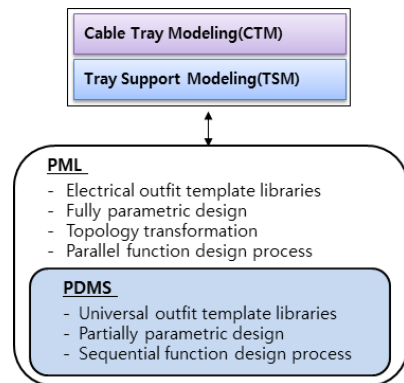 Cable Tray Modeling(CTM)
Tray Support Modeling(TSM)
PML
- Electrical outfit template libraries
- Fully parametric design
- Topology transformation
- Parallel function design process
PDMS
- Universal outfit template libraries
- Partially parametric design
- Sequential function design process